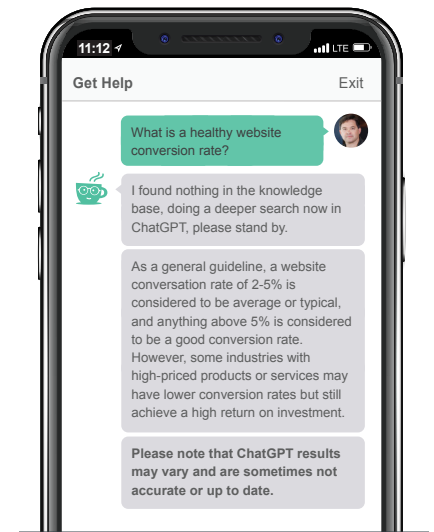 11:12
LTE
Get Help
Exit
What is a healthy website
conversion rate?
I found nothing in the knowledge
base, doing a deeper search now in
ChatGPT, please stand by.
As a general guideline, a website
conversation rate of 2-5% is
considered to be average or typical,
and anything above 5% is considered
to be a good conversion rate.
However, some industries with
high-priced products or services may
have lower conversion rates but still
achieve a high return on investment.
Please note that ChatGPT results
may vary and are sometimes not
accurate or up to date.